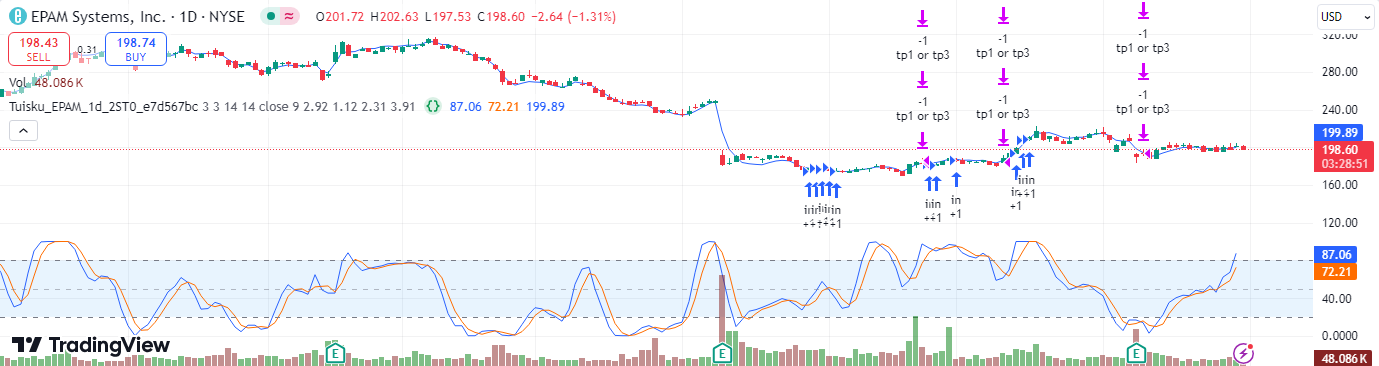 EPAM Systems, Inc. · 1D · NYSE O201.72 H202.63 L197.53 C198.60 −2.64 (−1.31%)
USD
198.43
SELL
0.31
198.74
BUY
Vol 48.086 K
Tuisku_EPAM_1d_2ST0_e7d567bc 3 3 14 14 close 9 2.92 1.12 2.31 3.91 {} 87.06 72.21 199.89
-1
tp1 or tp3
-1
tp1 or tp3
-1
tp1 or tp3
-1
tp1 or tp3
-1
tp1 or tp3
-1
tp1 or tp3
in
+1
320.00
280.00
240.00
199.89
198.60
03:28:51
160.00
120.00
87.06
72.21
40.00
0.0000
48.086 K
TradingView
E
E
E